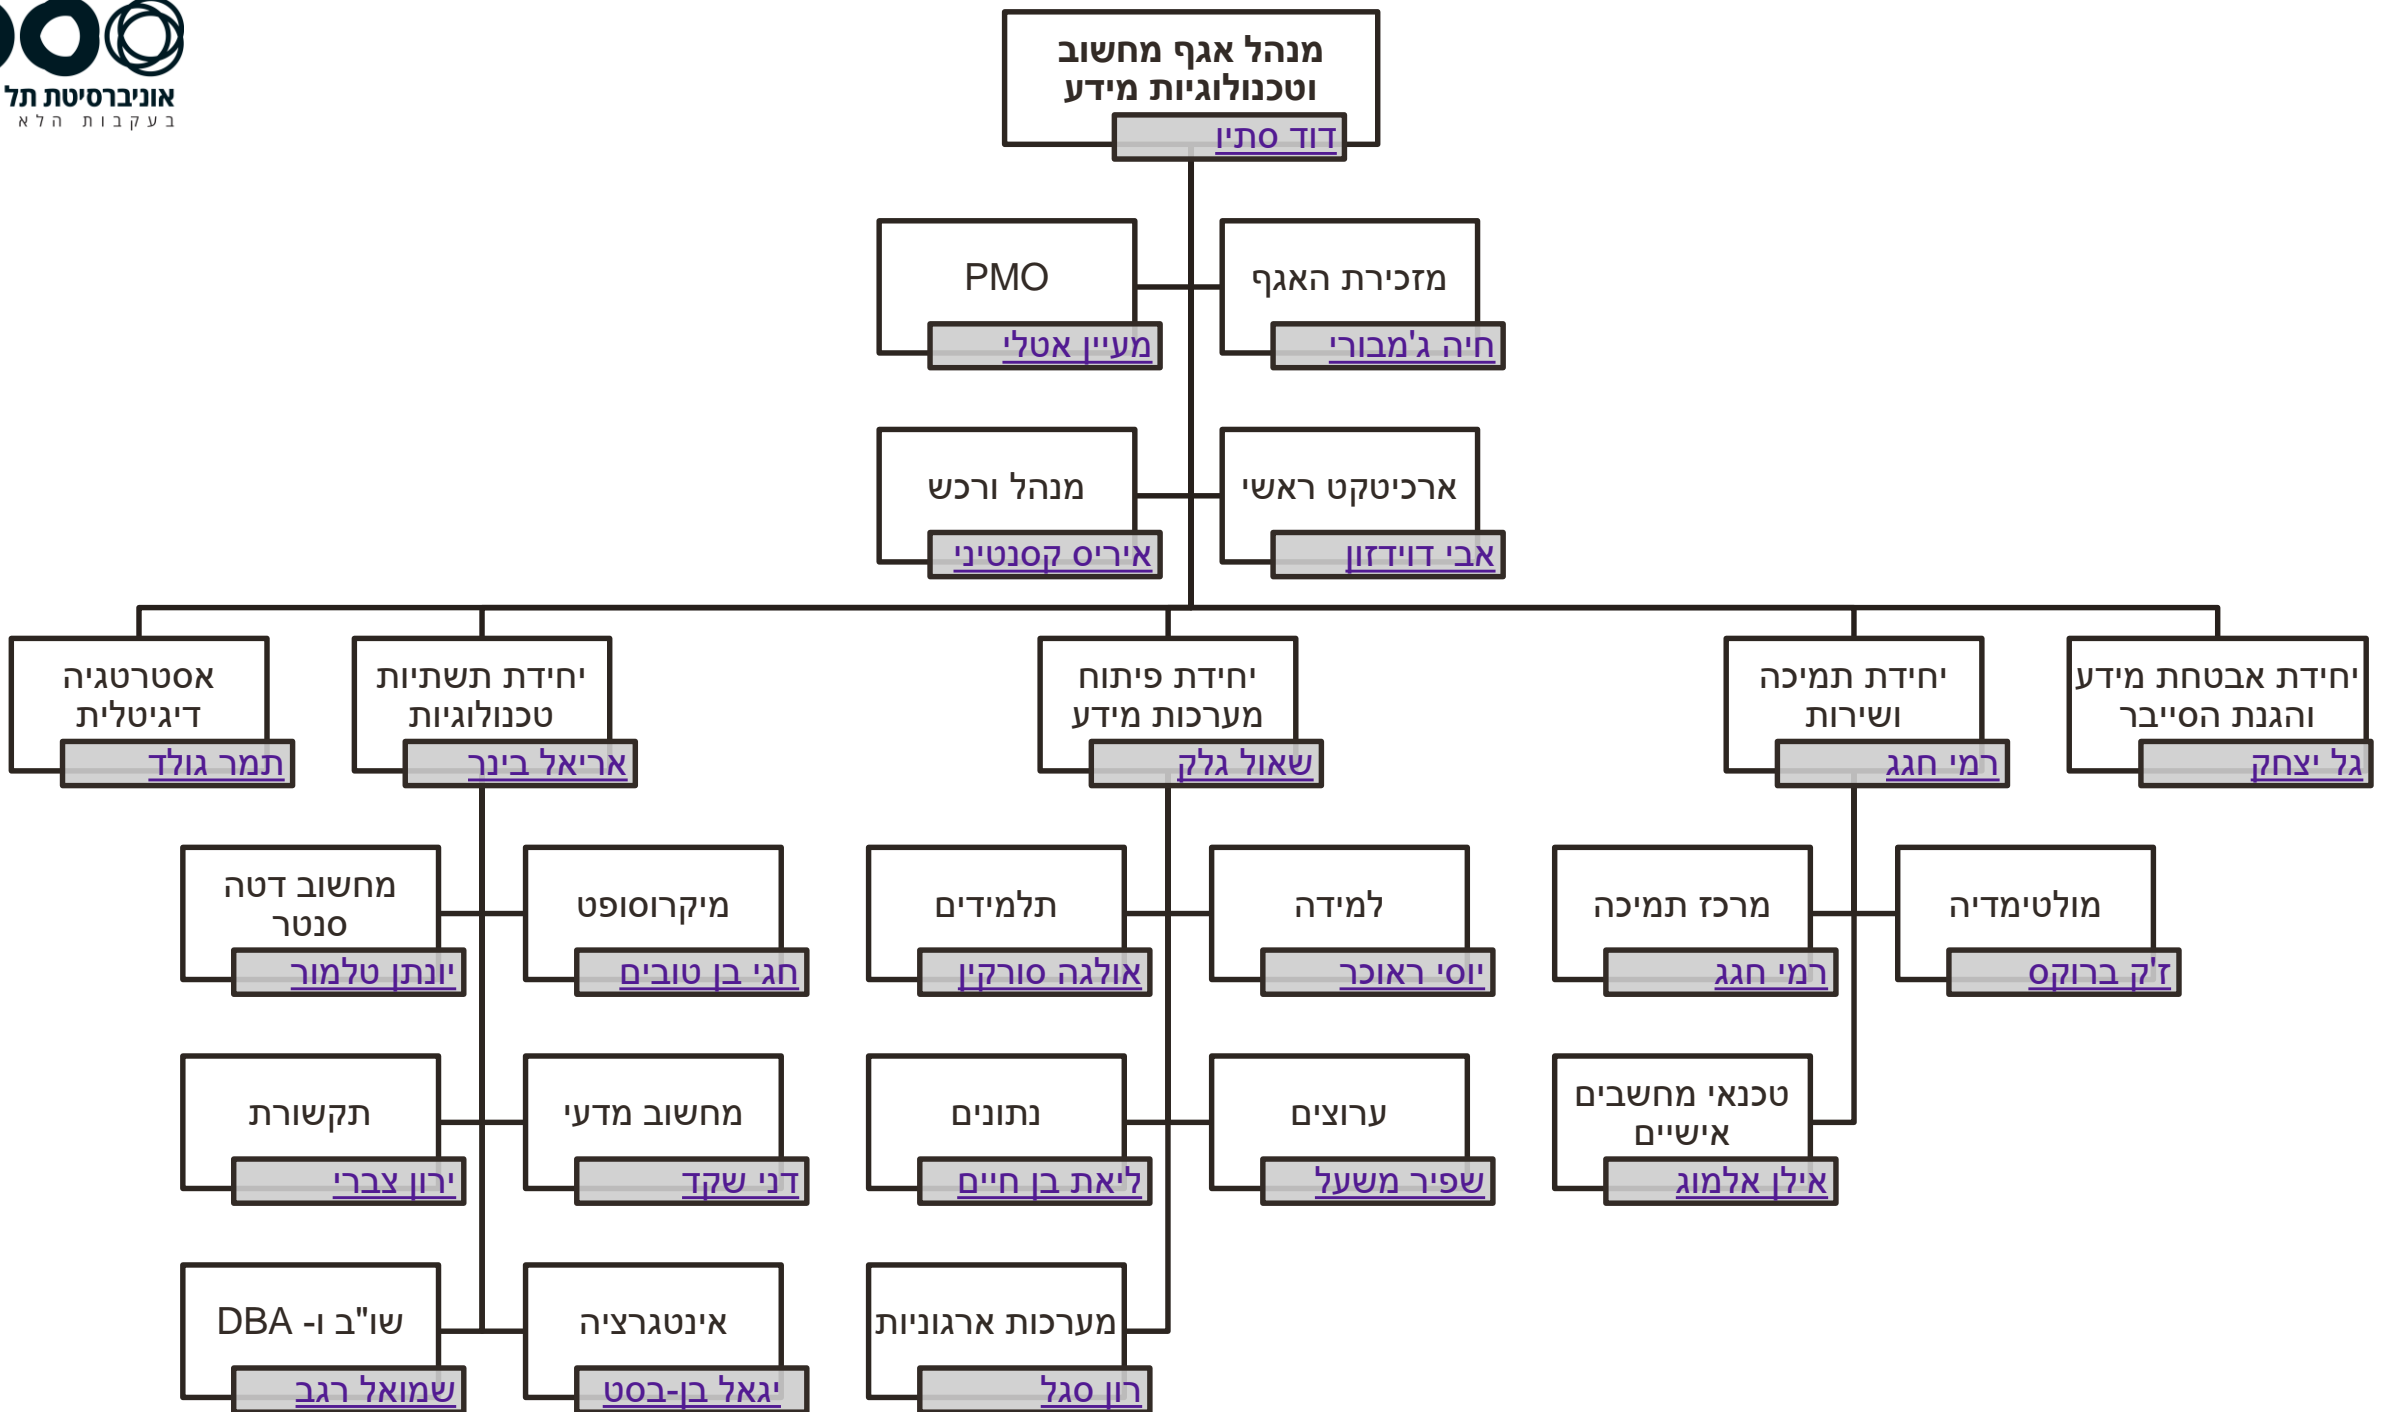 אוניברסיטת תל
בעקבות הלא
מנהל אגף מחשוב
וטכנולוגיות מידע
דוד סתיו
מזכירת האגף
חיה ג'מבורי
PMO
מעיין אטלי
ארכיטקט ראשי
אבי דוידזון
מנהל ורכש
איריס קסנטיני
יחידת אבטחת מידע
והגנת הסייבר
גל יצחק
יחידת תמיכה
ושירות
רמי חגג
יחידת פיתוח
מערכות מידע
שאול גלק
יחידת תשתיות
טכנולוגיות
אריאל בינר
אסטרטגיה
דיגיטלית
תמר גולד
מולטימדיה
ז'ק ברוקס
מרכז תמיכה
רמי חגג
טכנאי מחשבים
אישיים
אילן אלמוג
למידה
יוסי ראוכר
תלמידים
אולגה סורקין
ערוצים
שפיר משעל
נתונים
ליאת בן חיים
מערכות ארגוניות
רון סגל
מיקרוסופט
חגי בן טובים
מחשוב דטה
סנטר
יונתן טלמור
מחשוב מדעי
דני שקד
תקשורת
ירון צברי
אינטגרציה
יגאל בן-בסט
שו"ב ו- DBA
שמואל רגב